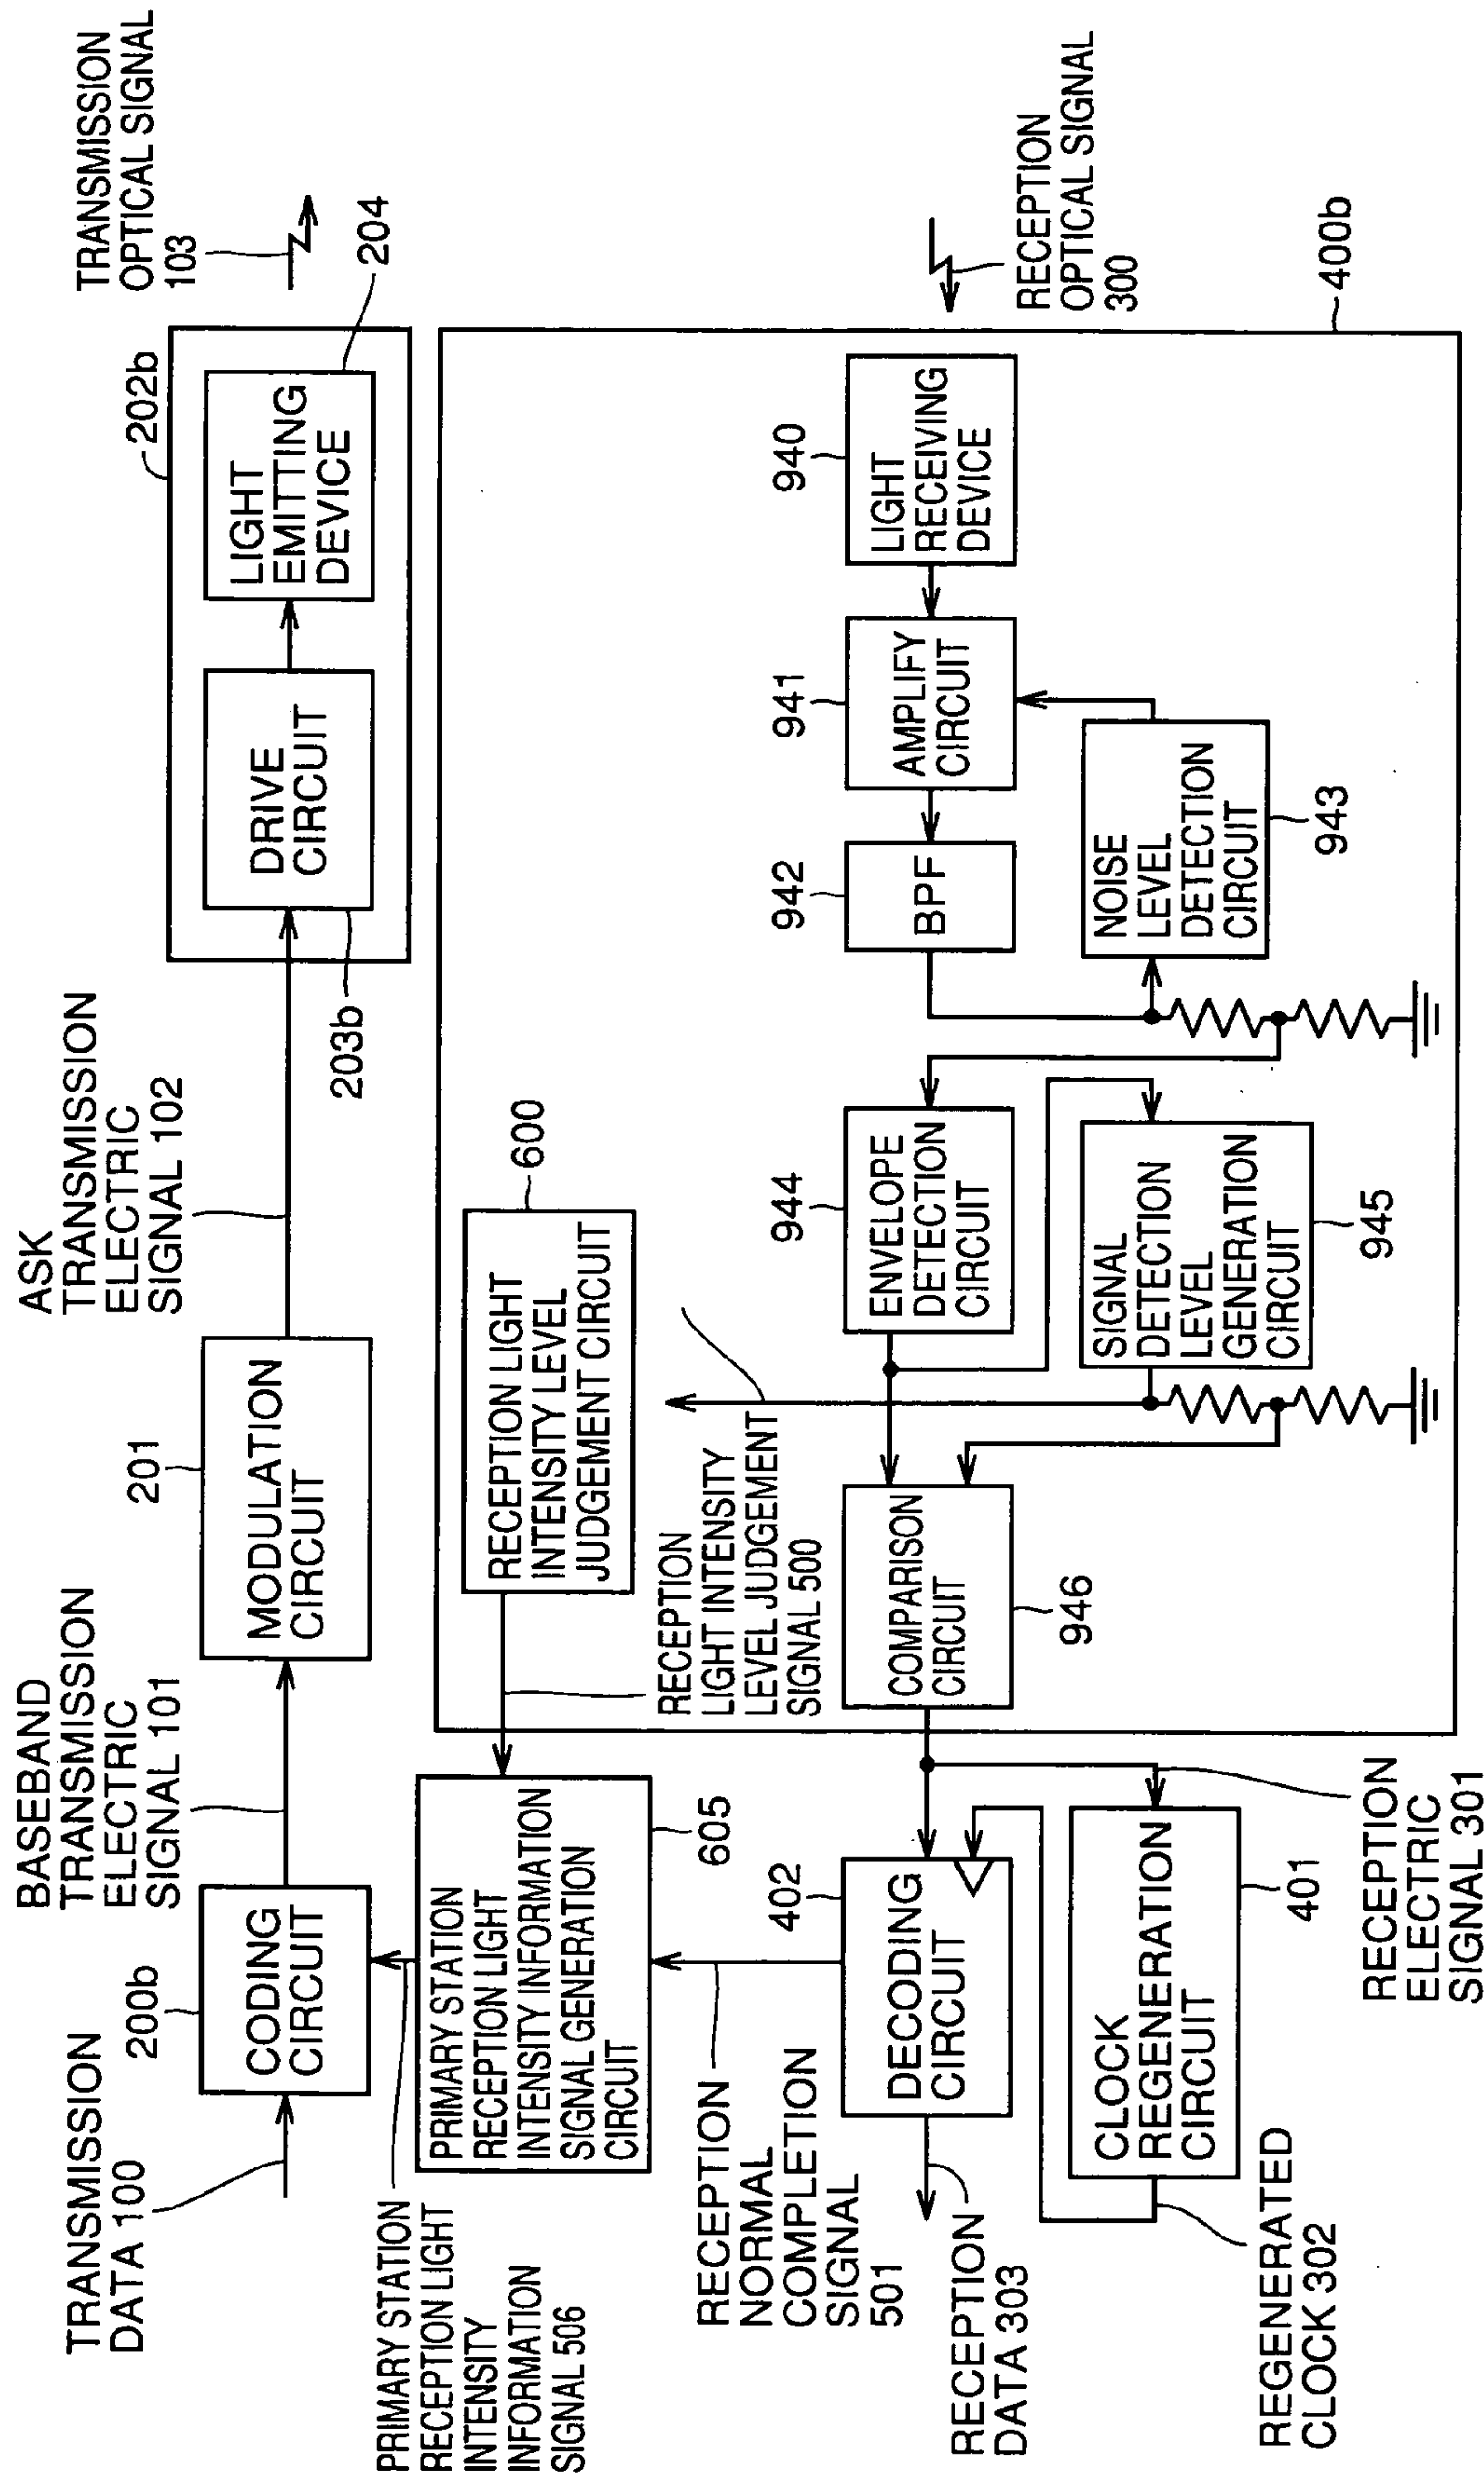 TRANSMISSION
DATA 100
200b
CODING
CIRCUIT
BASEBAND
TRANSMISSION
ELECTRIC
SIGNAL 101
201
MODULATION
CIRCUIT
ASK
TRANSMISSION
ELECTRIC
SIGNAL 102
202b
DRIVE
CIRCUIT
203b
LIGHT
EMITTING
DEVICE
204
TRANSMISSION
OPTICAL SIGNAL
103
PRIMARY STATION
RECEPTION LIGHT
INTENSITY
INFORMATION
SIGNAL 506
PRIMARY STATION
RECEPTION LIGHT
INTENSITY INFORMATION
SIGNAL GENERATION
CIRCUIT
605
RECEPTION LIGHT
INTENSITY LEVEL
JUDGEMENT CIRCUIT
600
RECEPTION
LIGHT INTENSITY
LEVEL JUDGEMENT
SIGNAL 500
RECEPTION
NORMAL
COMPLETION
SIGNAL
501
402
DECODING
CIRCUIT
RECEPTION
DATA 303
CLOCK
REGENERATION
CIRCUIT
401
REGENERATED
CLOCK 302
RECEPTION
ELECTRIC
SIGNAL 301
COMPARISON
CIRCUIT
946
944
ENVELOPE
DETECTION
CIRCUIT
SIGNAL
DETECTION
LEVEL
GENERATION
CIRCUIT
945
942
BPF
941
AMPLIFY
CIRCUIT
NOISE
LEVEL
DETECTION
CIRCUIT
943
940
LIGHT
RECEIVING
DEVICE
RECEPTION
OPTICAL SIGNAL
300
400b